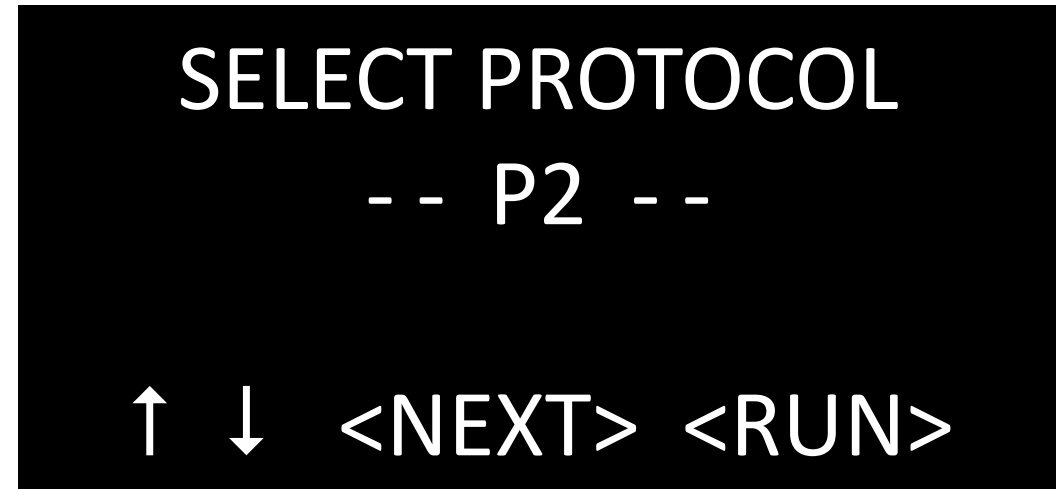 SELECT PROTOCOL
- - P2 - -
↑ ↓ <NEXT> <RUN>